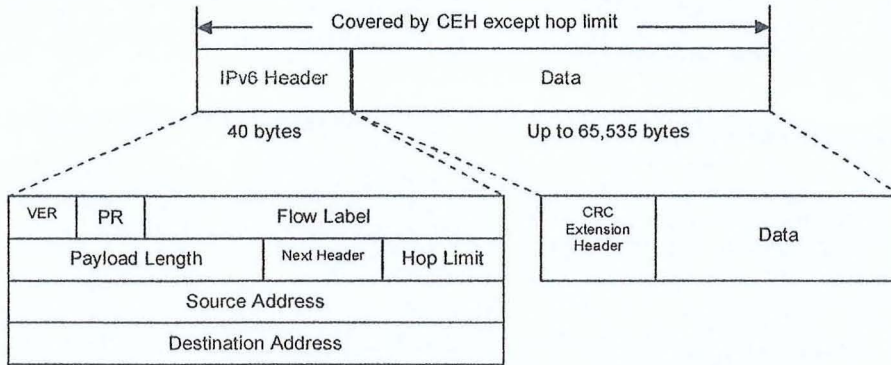 Covered by CEH except hop limit
IPv6 Header
Data
40 bytes
Up to 65,535 bytes
VER
PR
Flow Label
Payload Length
Next Header
Hop Limit
Source Address
Destination Address
CRC
Extension
Header
Data